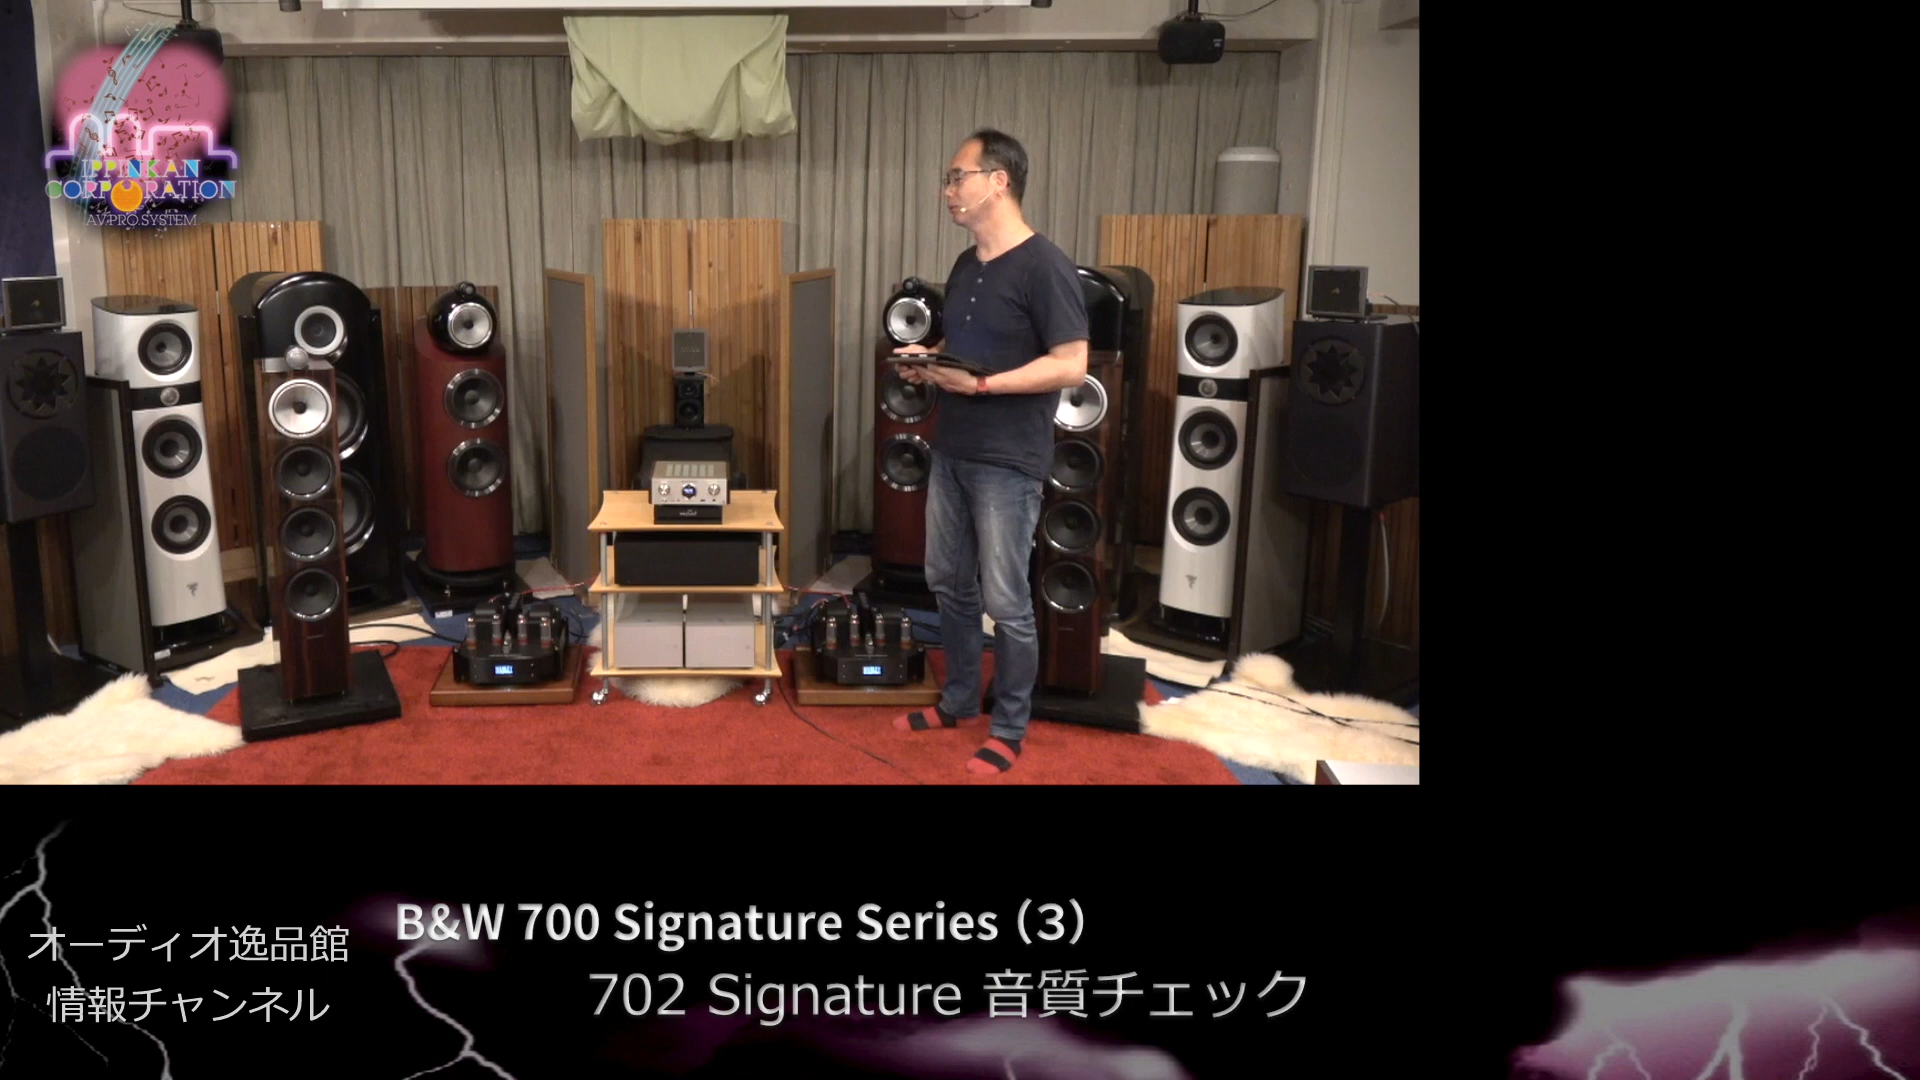 IPPINKAN
CORPORATION
AV.PRO.SYSTEM
オーディオ逸品館
情報チャンネル
B&W 700 Signature Series（3）
702 Signature 音質チェック